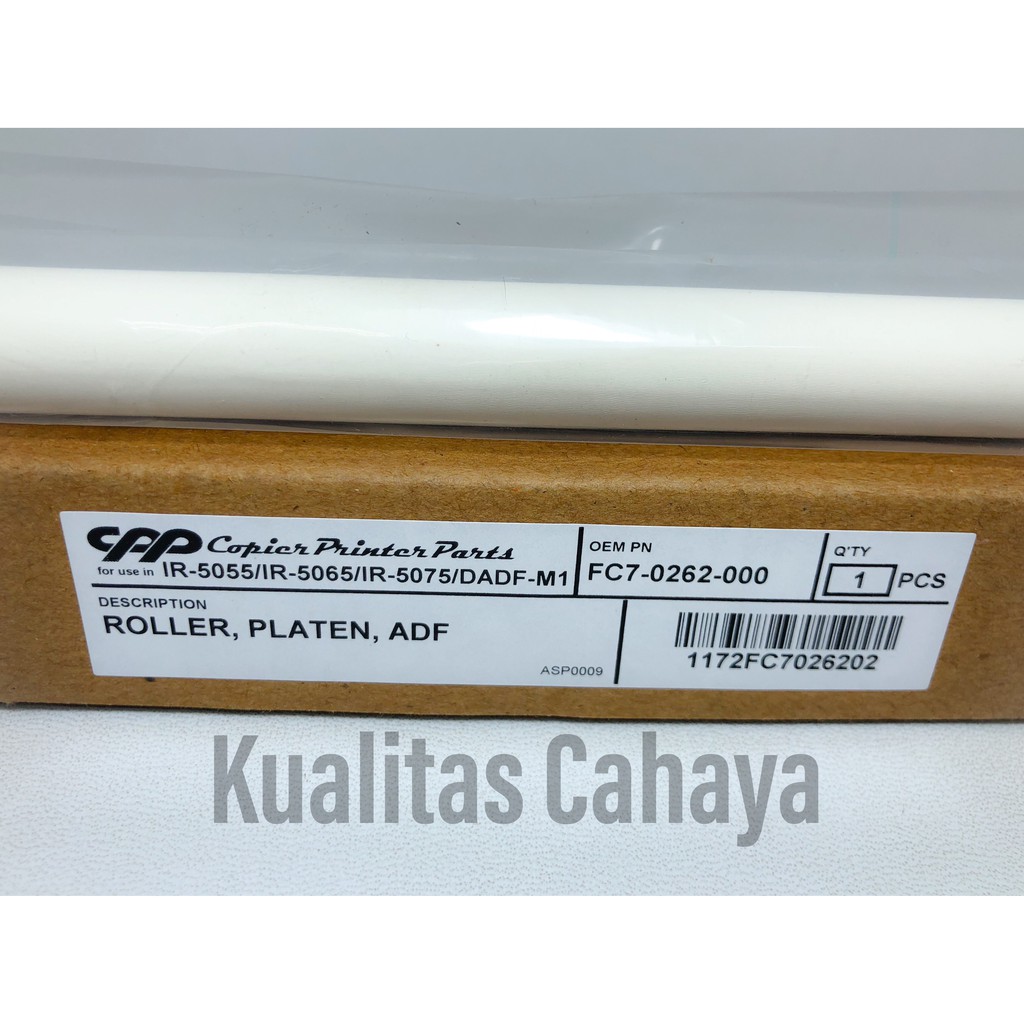 CPP Copier Printer Parts
for use in IR-5055/IR-5065/IR-5075/DADF-M1
OEM PN
FC7-0262-000
Q'TY
1 PCS
DESCRIPTION
ROLLER, PLATEN, ADF
ASP0009
1172FC7026202
Kualitas Cahaya